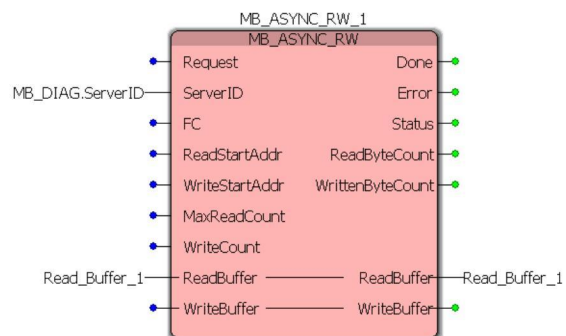 MB_ASYNC_RW_1
MB_ASYNC_RW
Request Done
MB_DIAG.ServerID ServerID Error
FC Status
ReadStartAddr ReadByteCount
WriteStartAddr WrittenByteCount
MaxReadCount
WriteCount
Read_Buffer_1 ReadBuffer ReadBuffer Read_Buffer_1
WriteBuffer WriteBuffer